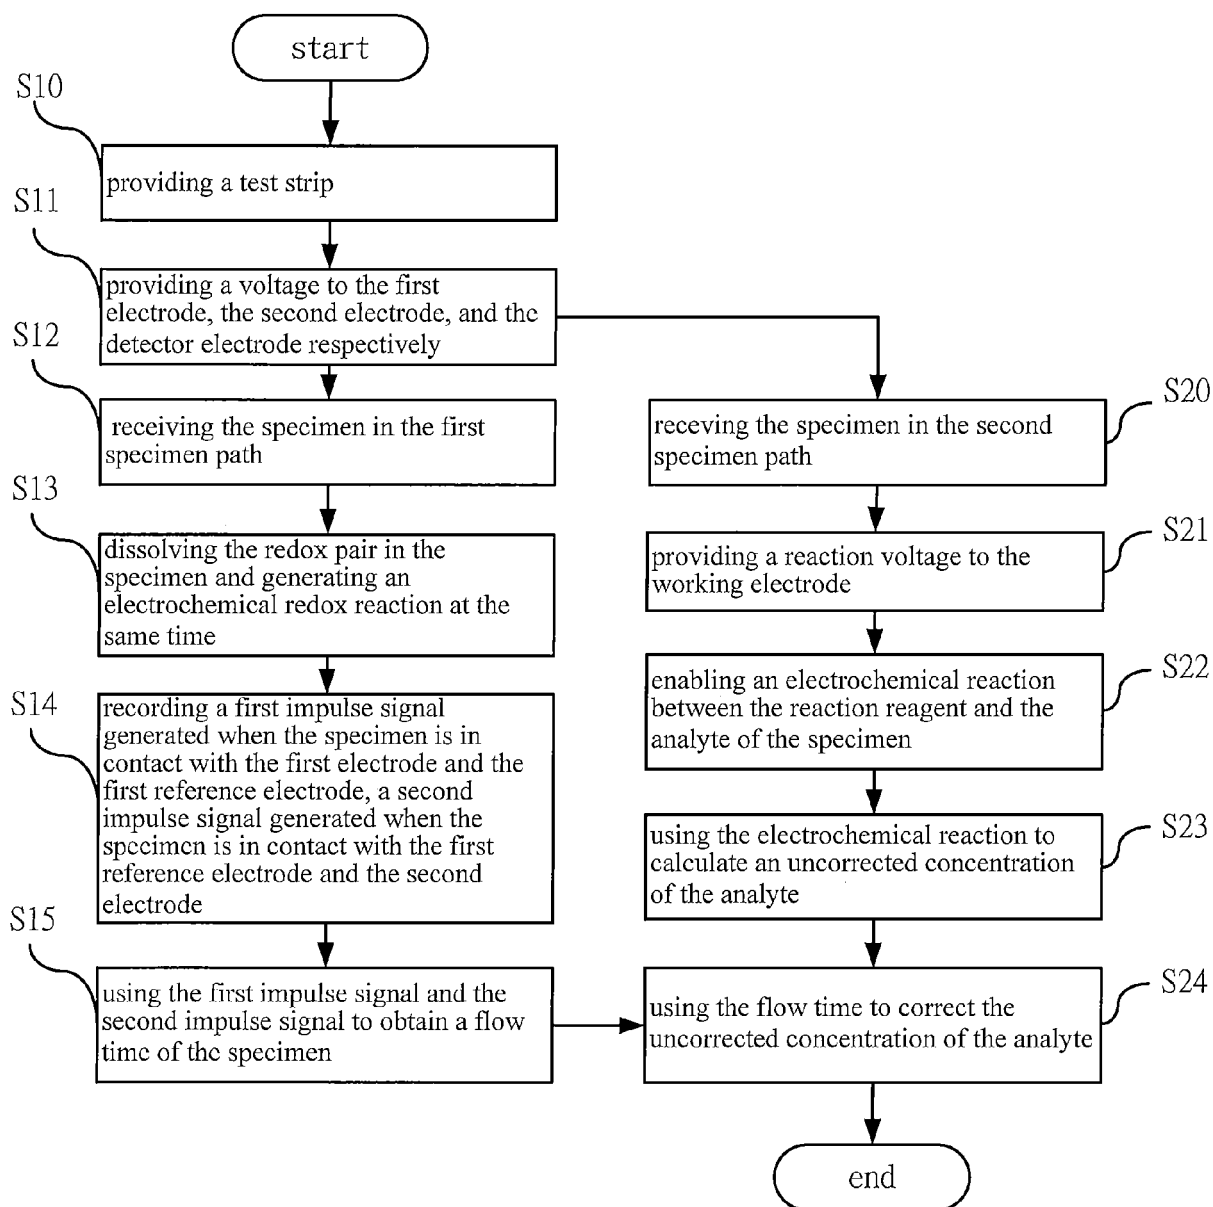 start
S10
providing a test strip
S11
providing a voltage to the first
electrode, the second electrode, and the
detector electrode respectively
S12
receiving the specimen in the first
specimen path
S13
dissolving the redox pair in the
specimen and generating an
electrochemical redox reaction at the
same time
S14
recording a first impulse signal
generated when the specimen is in
contact with the first electrode and the
first reference electrode, a second
impulse signal generated when the
specimen is in contact with the first
reference electrode and the second
electrode
S15
using the first impulse signal and the
second impulse signal to obtain a flow
time of the specimen
S20
receving the specimen in the second
specimen path
S21
providing a reaction voltage to the
working electrode
S22
enabling an electrochemical reaction
between the reaction reagent and the
analyte of the specimen
S23
using the electrochemical reaction to
calculate an uncorrected concentration
of the analyte
S24
using the flow time to correct the
uncorrected concentration of the analyte
end